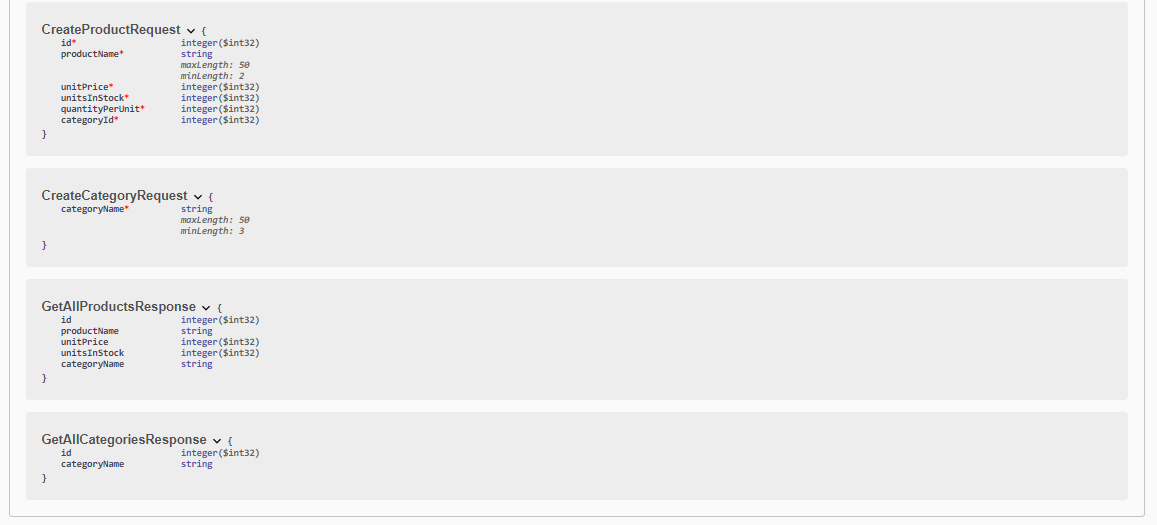 CreateProductRequest {
id* integer($int32)
productName* string
maxLength: 50
minLength: 2
unitPrice* integer($int32)
unitsInStock* integer($int32)
quantityPerUnit* integer($int32)
categoryId* integer($int32)
}
CreateCategoryRequest {
categoryName* string
maxLength: 50
minLength: 3
}
GetAllProductsResponse {
id integer($int32)
productName string
unitPrice integer($int32)
unitsInStock integer($int32)
categoryName string
}
GetAllCategoriesResponse {
id integer($int32)
categoryName string
}